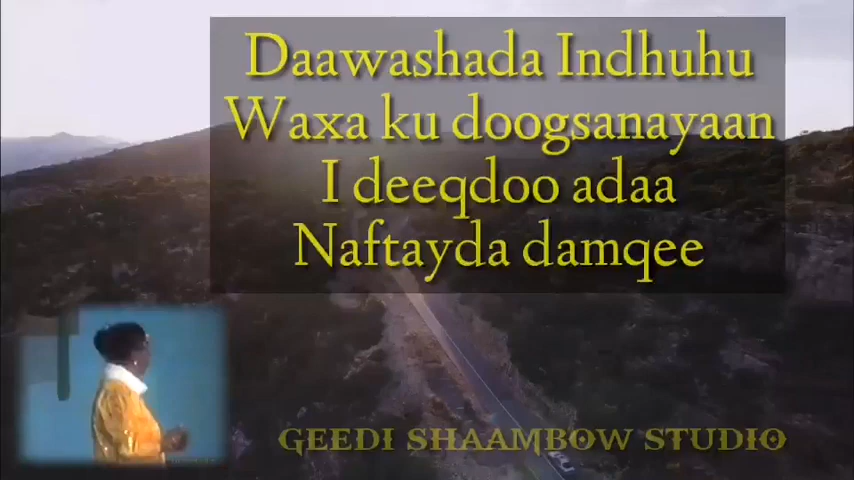 Daawashada Indhuhu
Waxa ku doogsanayaan
I deeqdoo adaa
Naftayda damqee
GEEDI SHAAMBOW STUDIO